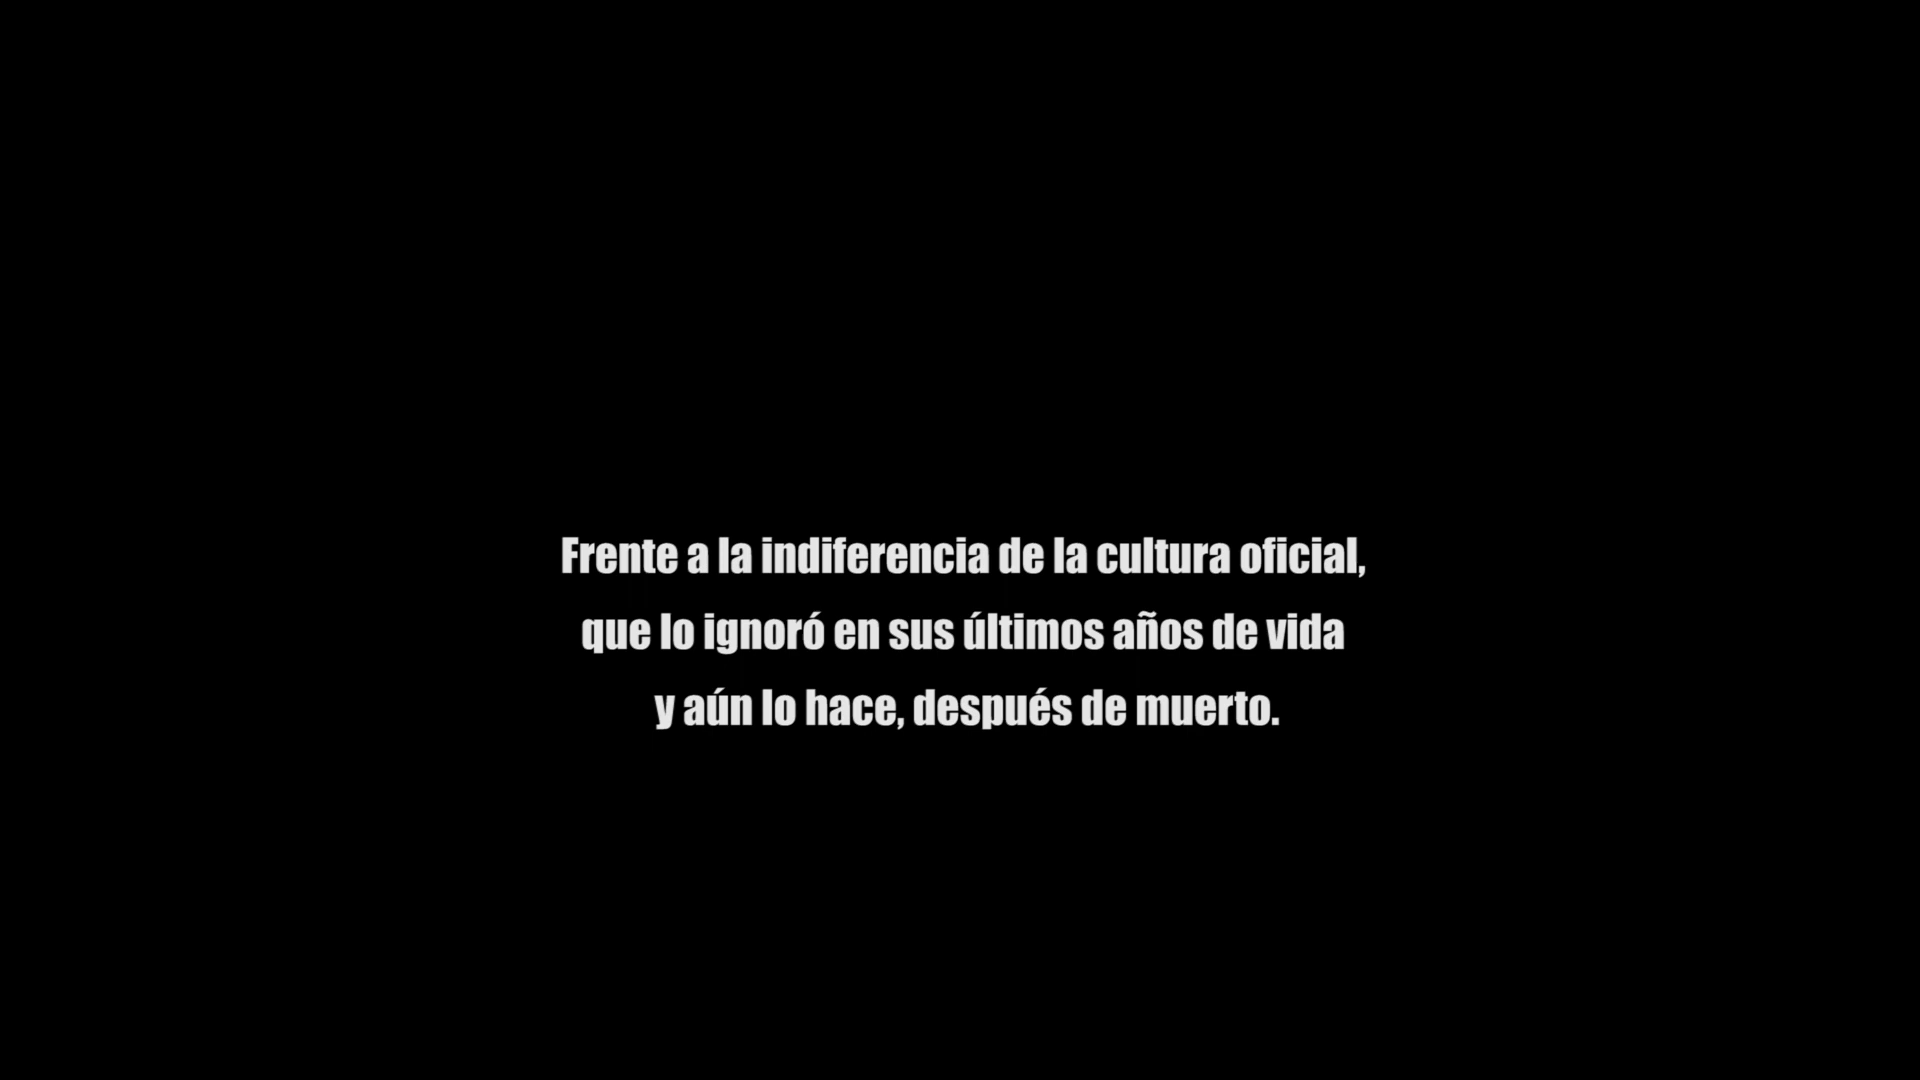 Frente a la indiferencia de la cultura oficial,
que lo ignoró en sus últimos años de vida
y aún lo hace, después de muerto.